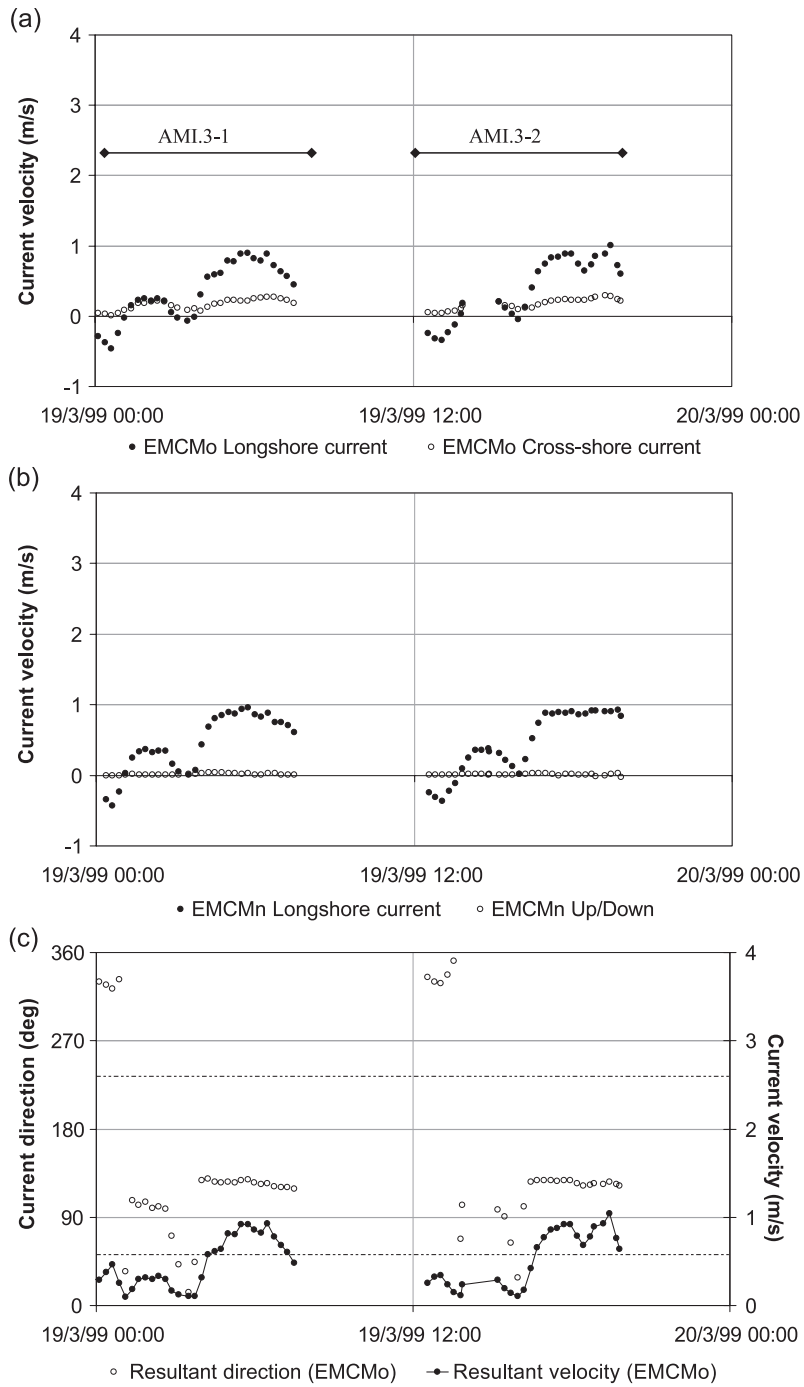 (a)
4
3
2
1
0
-1
Current velocity (m/s)
AMI.3-1
AMI.3-2
19/3/99 00:00
19/3/99 12:00
20/3/99 00:00
• EMCMo Longshore current
○ EMCMo Cross-shore current
(b)
4
3
2
1
0
-1
Current velocity (m/s)
19/3/99 00:00
19/3/99 12:00
20/3/99 00:00
• EMCMn Longshore current
○ EMCMn Up/Down
(c)
360
270
180
90
0
Current direction (deg)
4
3
2
1
0
Current velocity (m/s)
19/3/99 00:00
19/3/99 12:00
20/3/99 00:00
○ Resultant direction (EMCMo)
Resultant velocity (EMCMo)